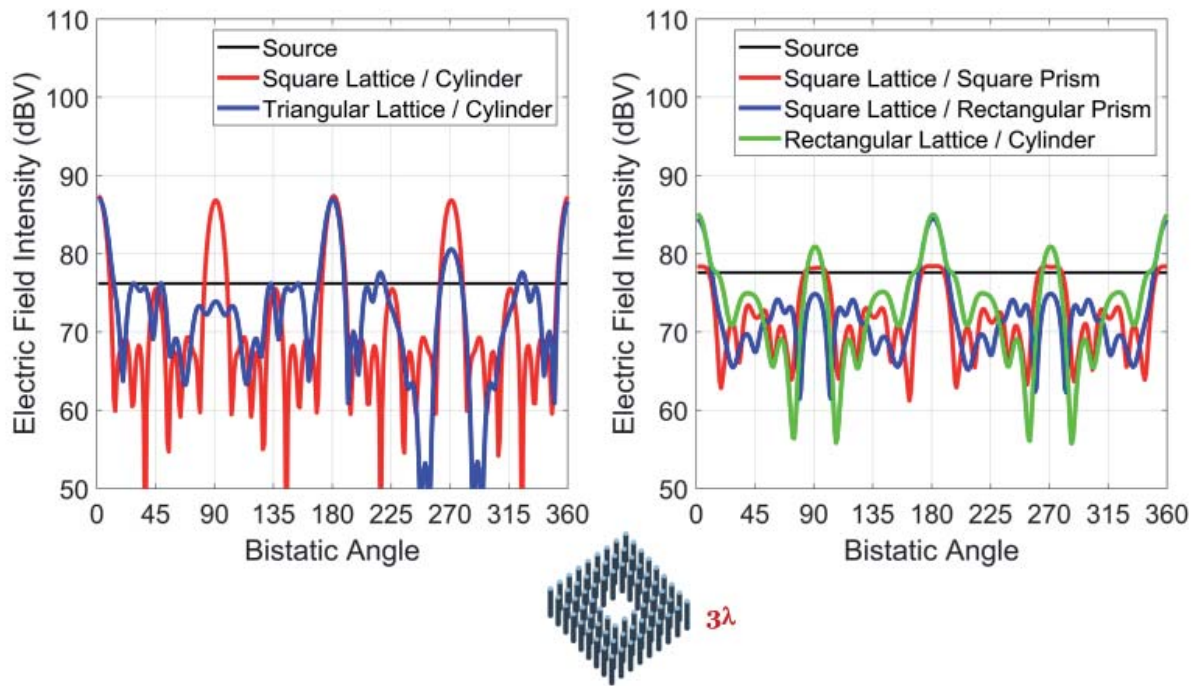 110
100
90
80
70
60
50
Electric Field Intensity (dBV)
Source
Square Lattice / Cylinder
Triangular Lattice / Cylinder
0 45 90 135 180 225 270 315 360
Bistatic Angle
110
100
90
80
70
60
50
Electric Field Intensity (dBV)
Source
Square Lattice / Square Prism
Square Lattice / Rectangular Prism
Rectangular Lattice / Cylinder
0 45 90 135 180 225 270 315 360
Bistatic Angle
3λ